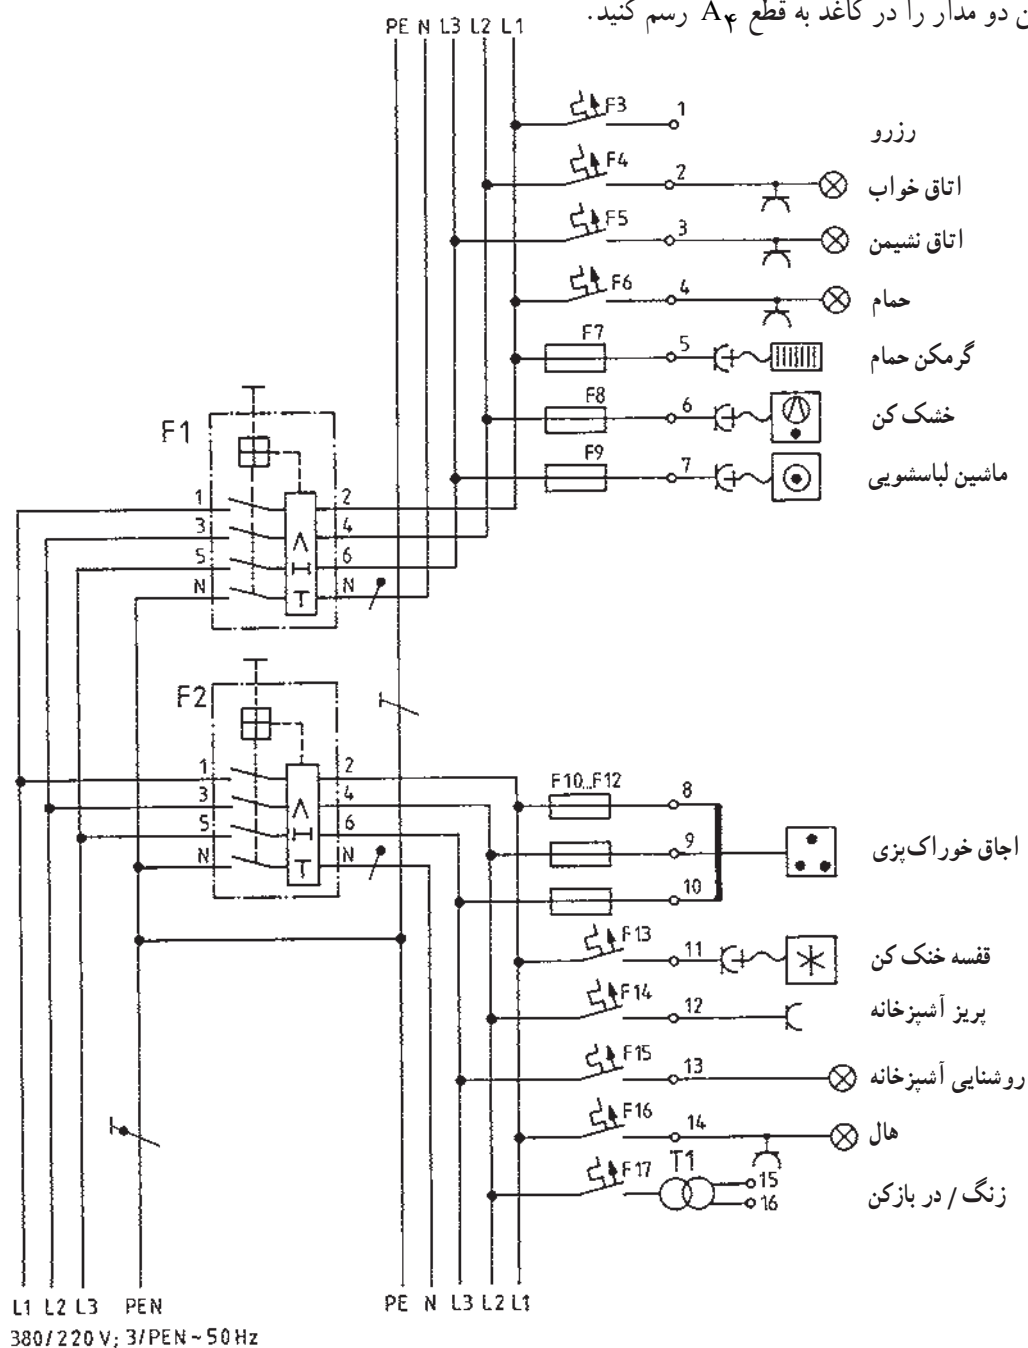 ن دو مدار را در کاغد به قطع A۴ رسم کنید.
PE N L3 L2 L1
F3 1 رزرو
F4 2 اتاق خواب
F5 3 اتاق نشیمن
F6 4 حمام
F7 5 گرمکن حمام
F8 6 خشک کن
F9 7 ماشین لباسشویی
F1
1 2
3 4
5 6
N N
F2
1 2
3 4
5 6
N N
F10...F12 8
9 اجاق خوراک‌پزی
10
F13 11 قفسه خنک کن
F14 12 پریز آشپزخانه
F15 13 روشنایی آشپزخانه
F16 14 هال
F17 T1 15 زنگ / در بازکن
16
L1 L2 L3 PEN PE N L3 L2 L1
380/220 V; 3/PEN ~ 50 Hz